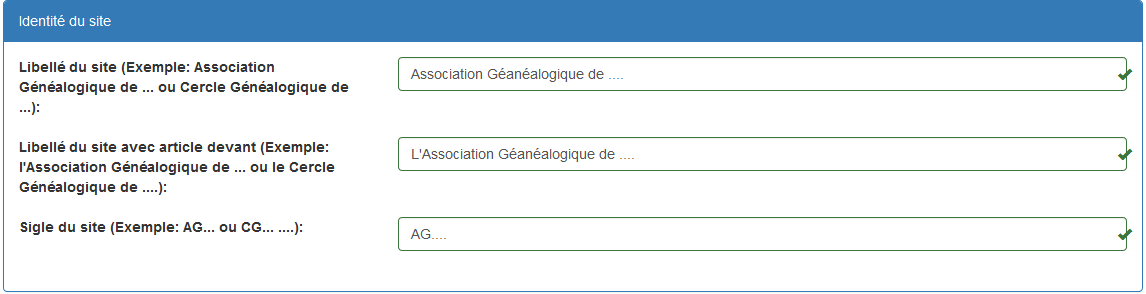 Identité du site
Libellé du site (Exemple: Association
Généalogique de ... ou Cercle Généalogique de
...):
Association Géanéalogique de ....
Libellé du site avec article devant (Exemple:
l'Association Généalogique de ... ou le Cercle
Généalogique de ....):
L'Association Géanéalogique de ....
Sigle du site (Exemple: AG... ou CG... ....):
AG....